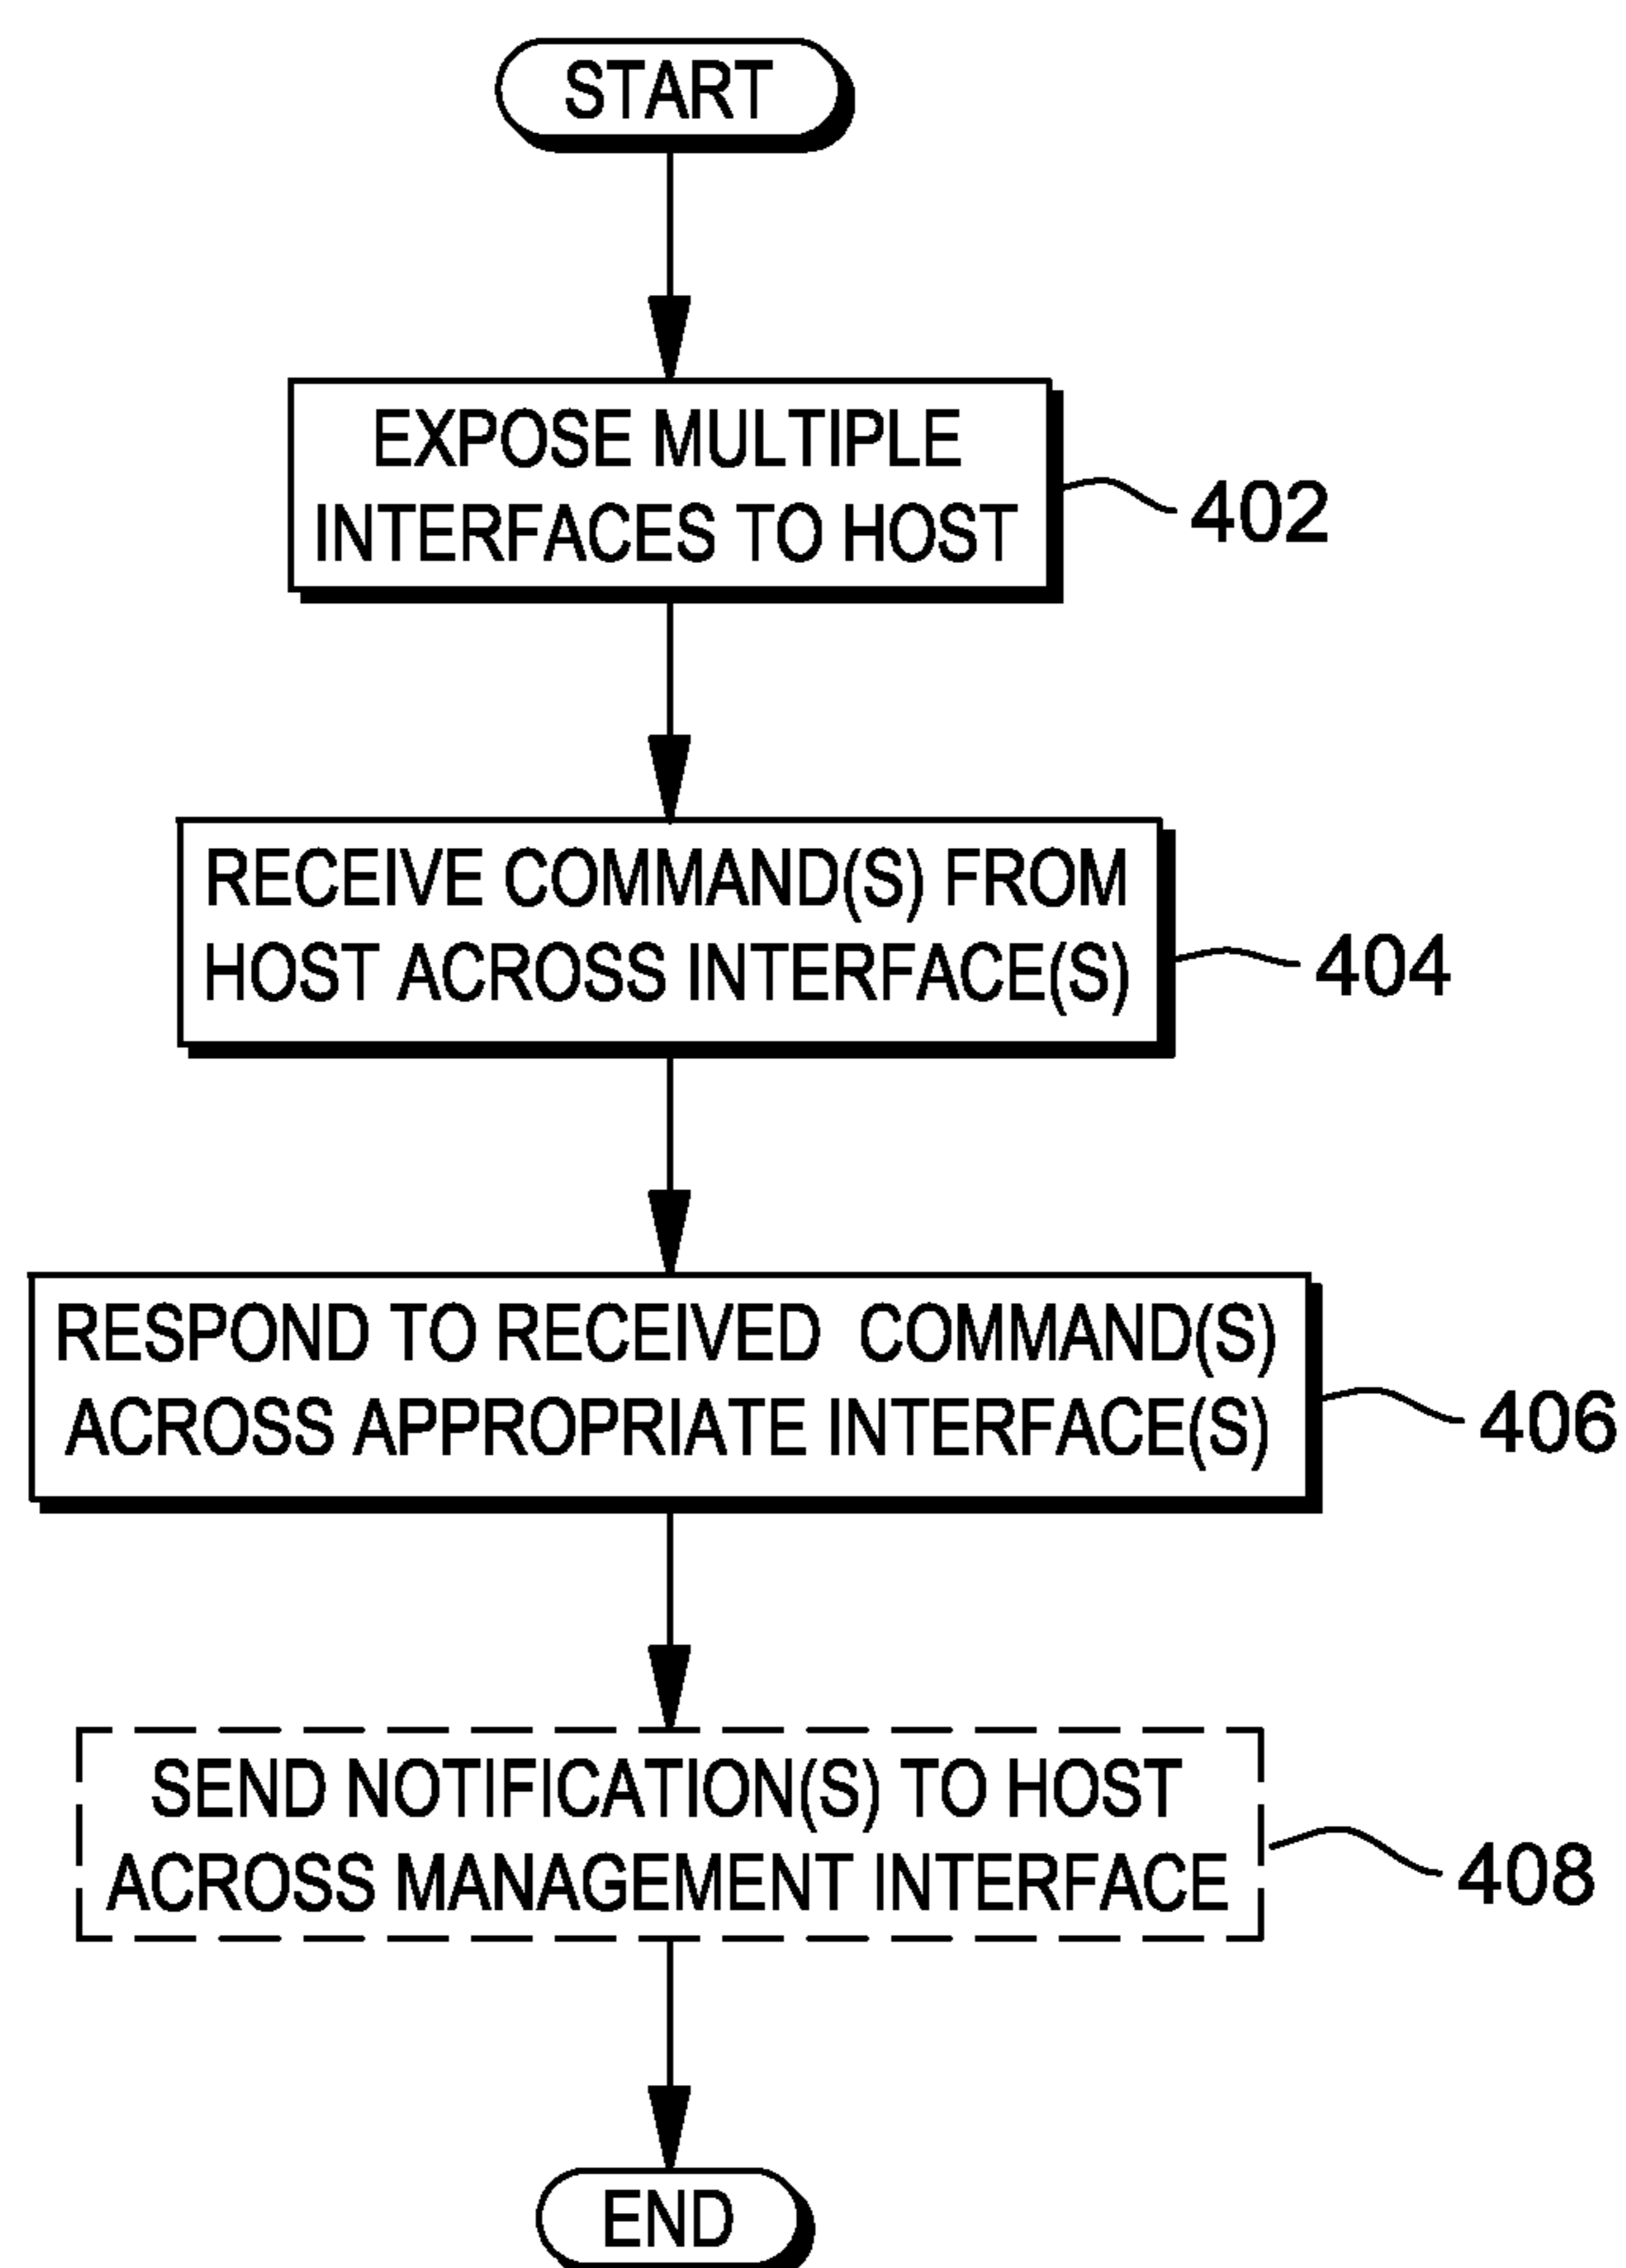 START
EXPOSE MULTIPLE
INTERFACES TO HOST
402
RECEIVE COMMAND(S) FROM
HOST ACROSS INTERFACE(S)
404
RESPOND TO RECEIVED COMMAND(S)
ACROSS APPROPRIATE INTERFACE(S)
406
SEND NOTIFICATION(S) TO HOST
ACROSS MANAGEMENT INTERFACE
408
END